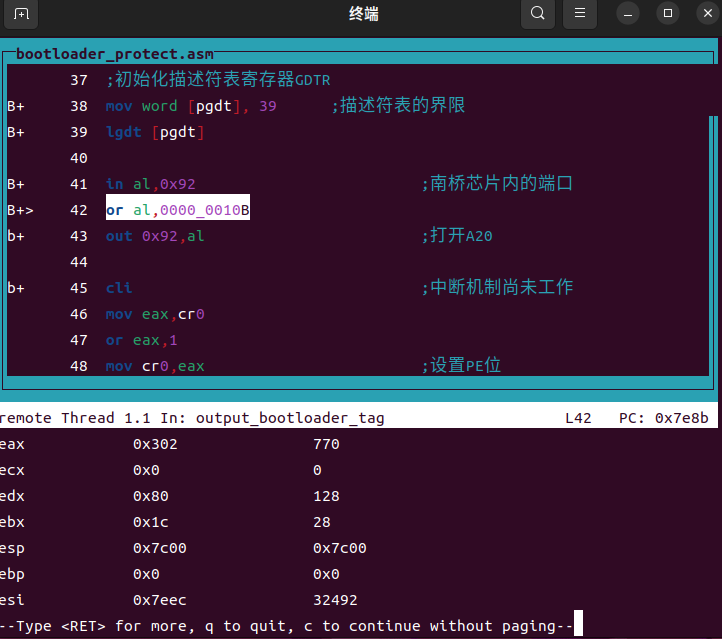 终端
bootloader_protect.asm
37 ;初始化描述符表寄存器GDTR
B+ 38 mov word [pgdt], 39 ;描述符表的界限
B+ 39 lgdt [pgdt]
40
B+ 41 in al,0x92 ;南桥芯片内的端口
B+> 42 or al,0000_0010B
b+ 43 out 0x92,al ;打开A20
44
b+ 45 cli ;中断机制尚未工作
46 mov eax,cr0
47 or eax,1
48 mov cr0,eax ;设置PE位
remote Thread 1.1 In: output_bootloader_tag L42 PC: 0x7e8b
eax 0x302 770
ecx 0x0 0
edx 0x80 128
ebx 0x1c 28
esp 0x7c00 0x7c00
ebp 0x0 0x0
esi 0x7eec 32492
--Type <RET> for more, q to quit, c to continue without paging--